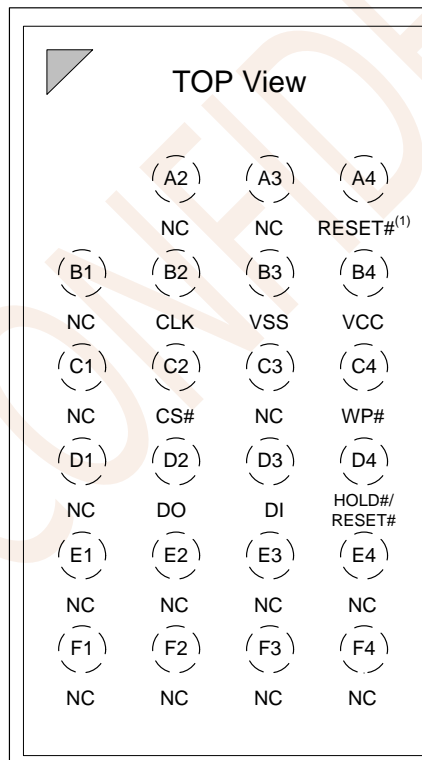 TOP View
A2 A3 A4
NC NC RESET#(1)
B1 B2 B3 B4
NC CLK VSS VCC
C1 C2 C3 C4
NC CS# NC WP#
D1 D2 D3 D4
NC DO DI HOLD#/
RESET#
E1 E2 E3 E4
NC NC NC NC
F1 F2 F3 F4
NC NC NC NC